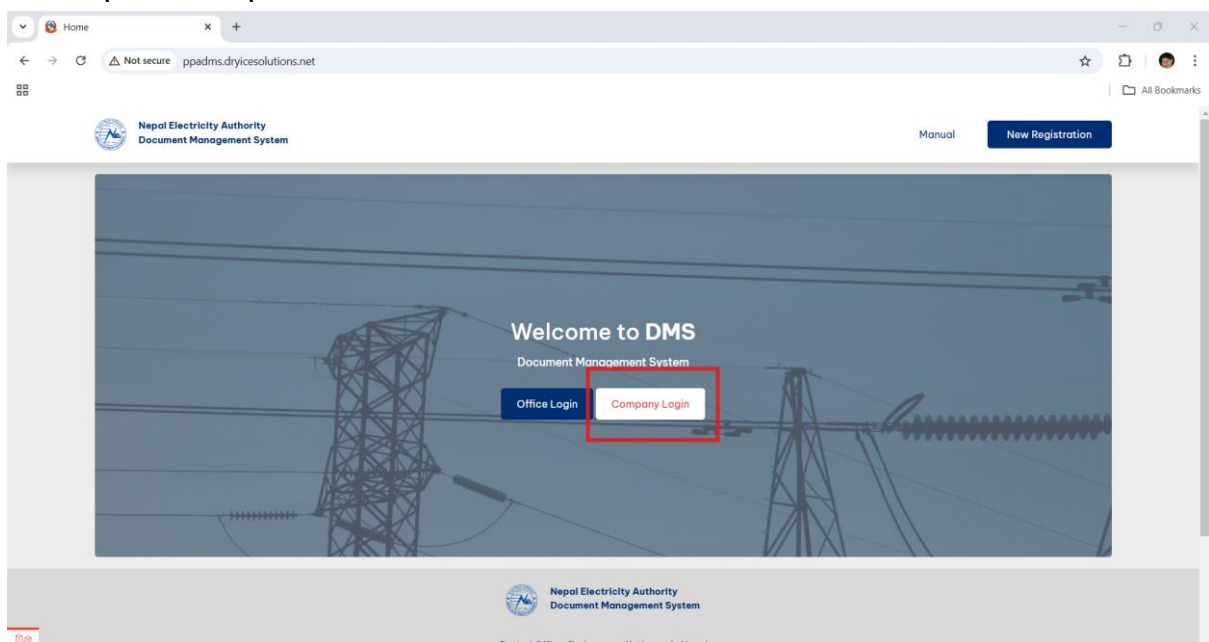 Home
Not secure ppadms.dryicesolutions.net
All Bookmarks
Nepal Electricity Authority
Document Management System
Manual New Registration
Welcome to DMS
Document Management System
Office Login Company Login
Nepal Electricity Authority
Document Management System